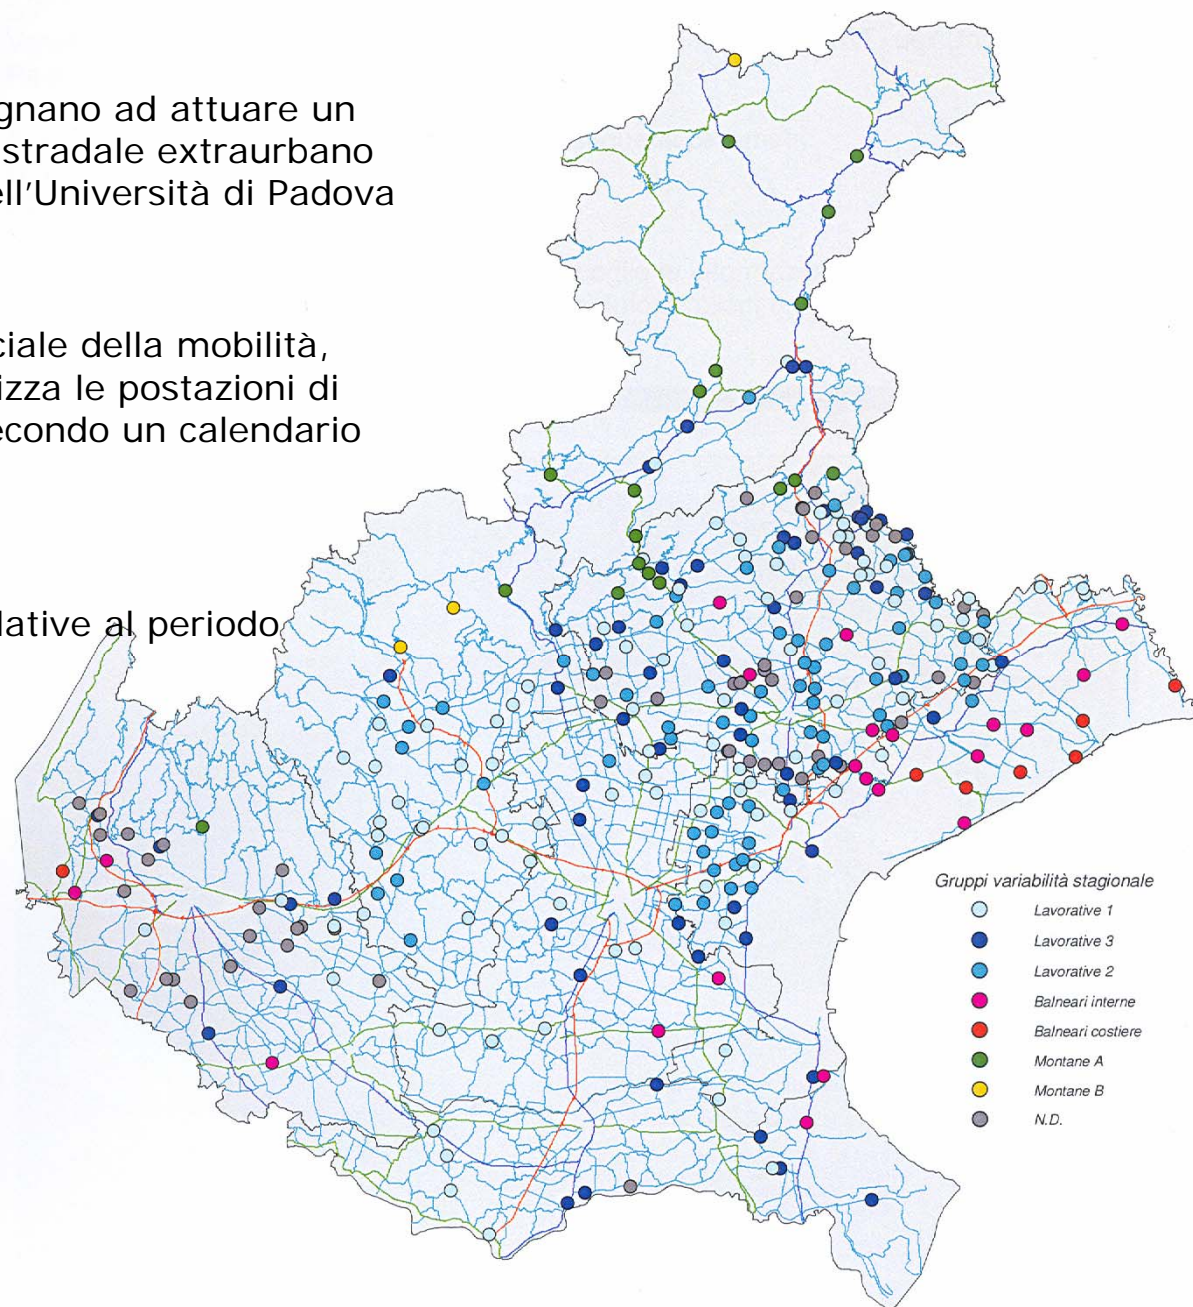 gnano ad attuare un
stradale extraurbano
ell'Università di Padova
ciale della mobilità,
izza le postazioni di
econdo un calendario
lative al periodo
Gruppi variabilità stagionale
Lavorative 1
Lavorative 3
Lavorative 2
Balneari interne
Balneari costiere
Montane A
Montane B
N.D.